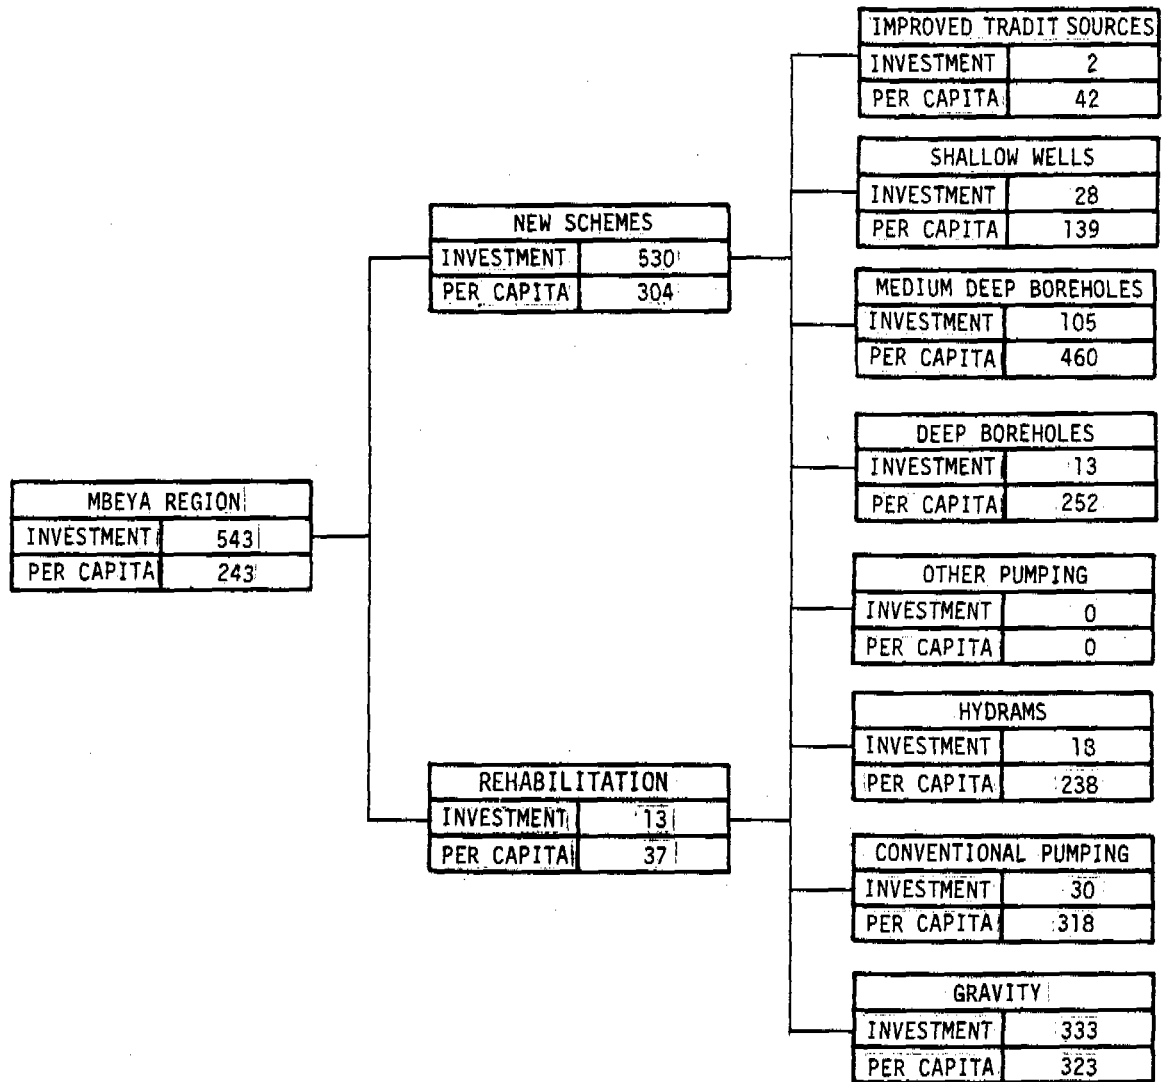 MBEYA REGION
INVESTMENT 543
PER CAPITA 243
NEW SCHEMES
INVESTMENT 530
PER CAPITA 304
REHABILITATION
INVESTMENT 13
PER CAPITA 37
IMPROVED TRADIT SOURCES
INVESTMENT 2
PER CAPITA 42
SHALLOW WELLS
INVESTMENT 28
PER CAPITA 139
MEDIUM DEEP BOREHOLES
INVESTMENT 105
PER CAPITA 460
DEEP BOREHOLES
INVESTMENT 13
PER CAPITA 252
OTHER PUMPING
INVESTMENT 0
PER CAPITA 0
HYDRAMS
INVESTMENT 18
PER CAPITA 238
CONVENTIONAL PUMPING
INVESTMENT 30
PER CAPITA 318
GRAVITY
INVESTMENT 333
PER CAPITA 323